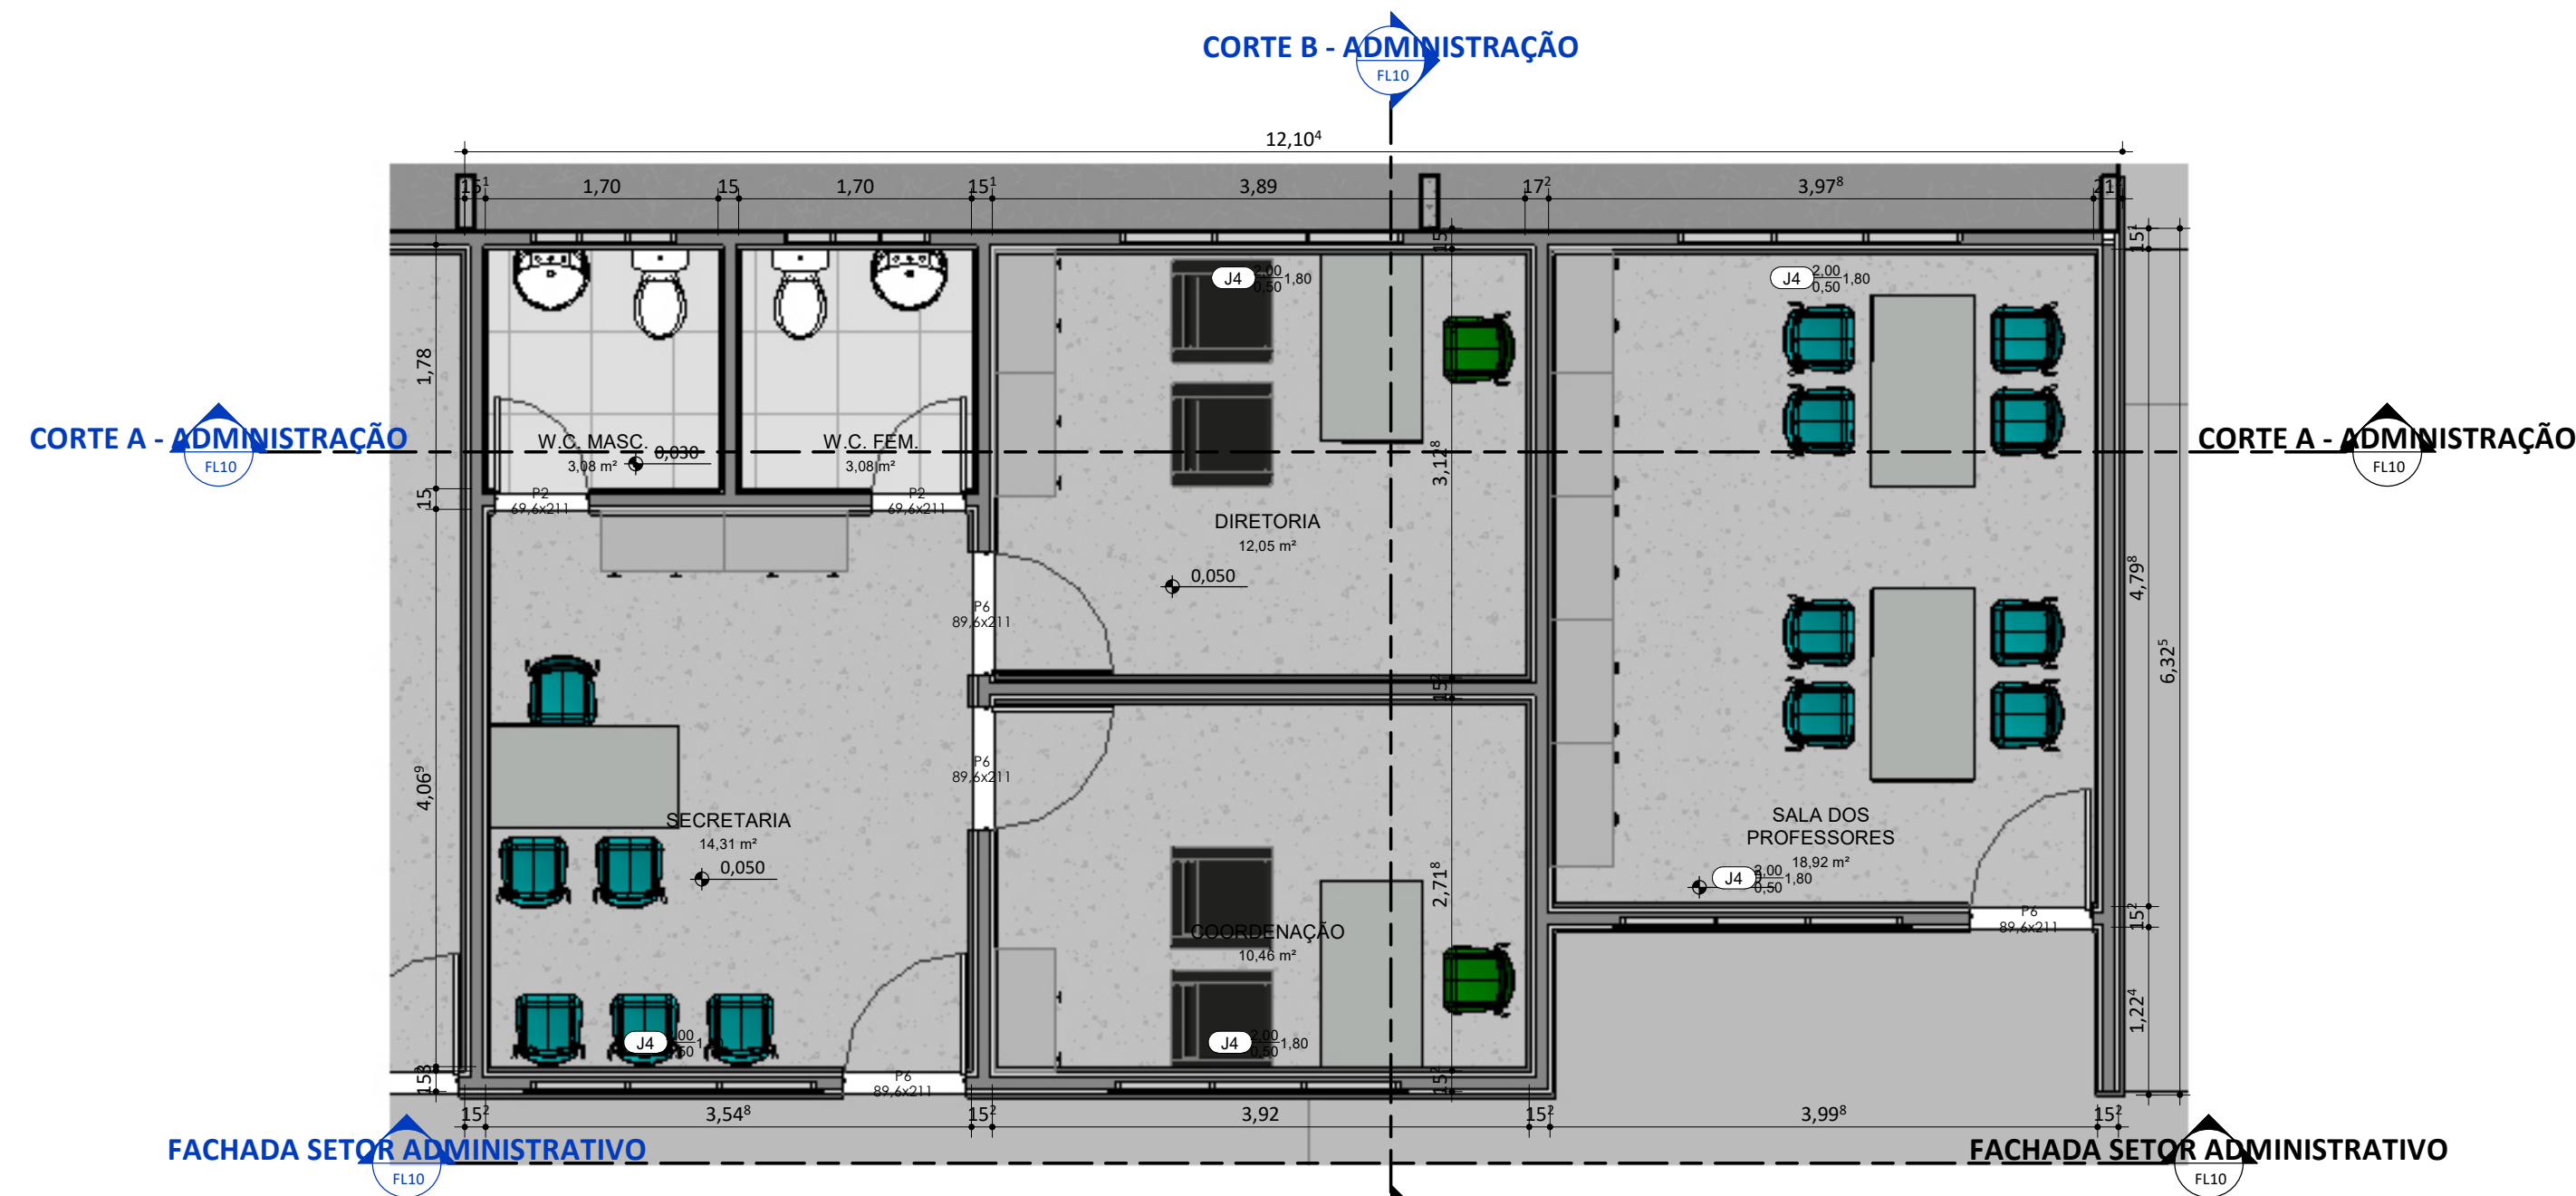 CORTE B - ADMINISTRAÇÃO
FL10
12,10⁴
15¹
1,70
15
1,70
15¹
3,89
17²
3,97⁸
21
15¹
J4
2,00
0,50
1,80
J4
2,00
0,50
1,80
1,78
CORTE A - ADMINISTRAÇÃO
FL10
W.C. MASC.
3,08 m²
0,030
W.C. FEM.
3,08 m²
3,12⁸
CORTE A - ADMINISTRAÇÃO
FL10
15
P2
69,6x211
P2
69,6x211
DIRETORIA
12,05 m²
0,050
4,79⁸
P6
89,6x211
6,32⁵
15²
P6
89,6x211
4,06⁹
SECRETARIA
14,31 m²
0,050
SALA DOS
PROFESSORES
18,92 m²
J4
2,00
0,50
1,80
2,71⁸
COORDENAÇÃO
10,46 m²
P6
89,6x211
15²
1,22⁴
J4
J4
2,00
0,50
1,80
15³
P6
89,6x211
15²
15²
3,54⁸
15²
3,92
15²
3,99⁸
15²
FACHADA SETOR ADMINISTRATIVO
FL10
FACHADA SETOR ADMINISTRATIVO
FL10